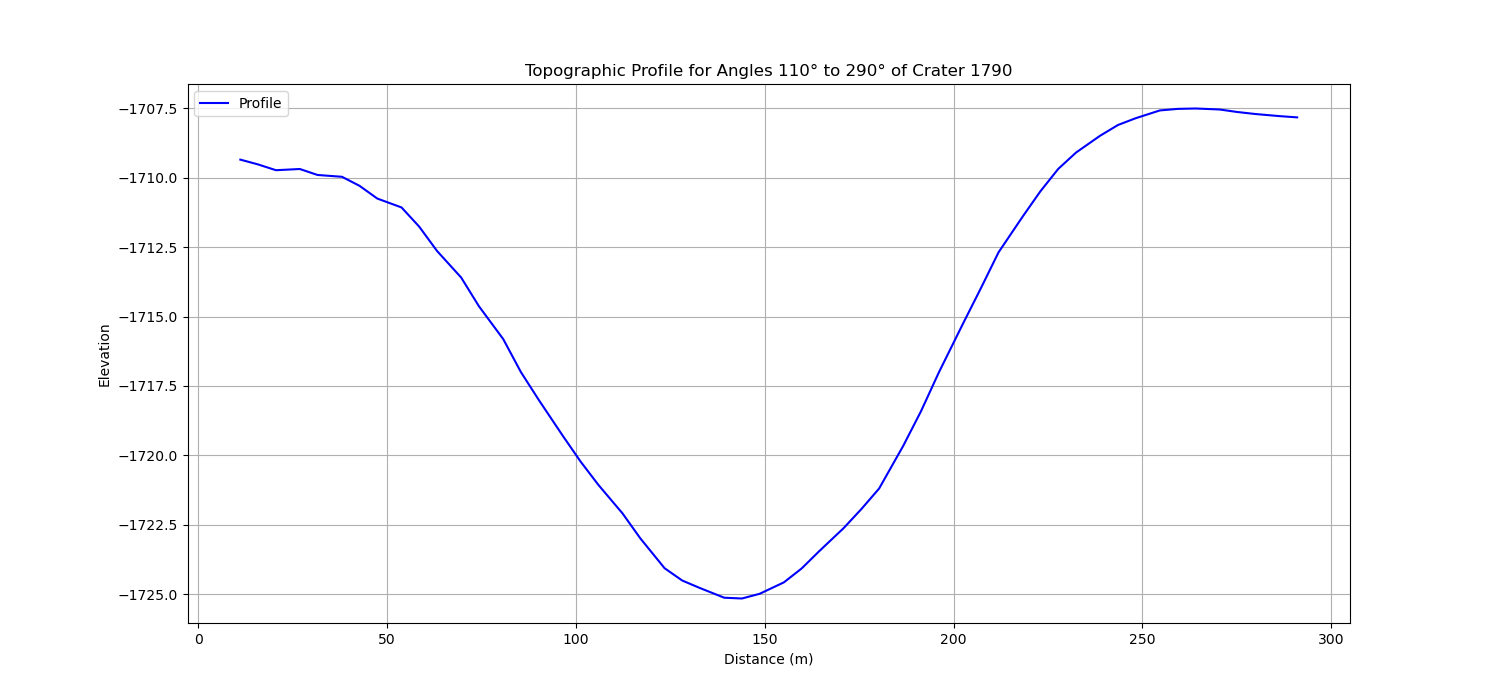 Topographic Profile for Angles 110° to 290° of Crater 1790
Profile
−1707.5
−1710.0
−1712.5
−1715.0
−1717.5
−1720.0
−1722.5
−1725.0
Elevation
0 50 100 150 200 250 300
Distance (m)